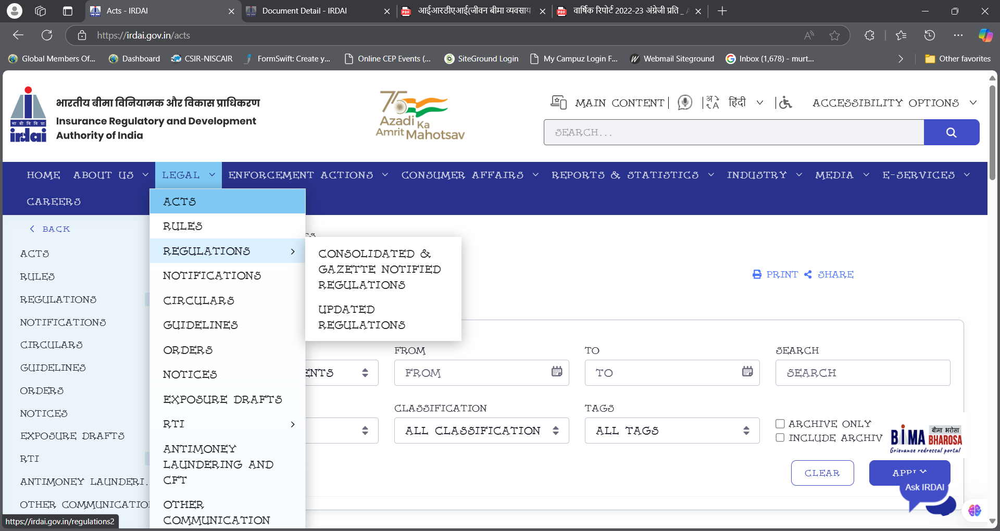 Acts - IRDAI
Document Detail - IRDAI
आईआरडीएआई(जीवन बीमा व्यवसाय
वार्षिक रिपोर्ट 2022-23 अंग्रेजी प्रति _
https://irdai.gov.in/acts
Global Members Of...
Dashboard
CSIR-NISCAIR
FormSwift: Create y...
Online CEP Events (...
SiteGround Login
My Campuz Login F...
Webmail Siteground
Inbox (1,678) - murt...
Other favorites
भा बी वि वि प्रा
irdai
भारतीय बीमा विनियामक और विकास प्राधिकरण
Insurance Regulatory and Development
Authority of India
75
Azadi Ka
Amrit Mahotsav
MAIN CONTENT
हिंदी
ACCESSIBILITY OPTIONS
SEARCH...
HOME
ABOUT US
LEGAL
ENFORCEMENT ACTIONS
CONSUMER AFFAIRS
REPORTS & STATISTICS
INDUSTRY
MEDIA
E-SERVICES
CAREERS
BACK
ACTS
RULES
REGULATIONS
NOTIFICATIONS
CIRCULARS
GUIDELINES
ORDERS
NOTICES
EXPOSURE DRAFTS
RTI
ANTIMONEY LAUNDERI.
OTHER COMMUNICATIO
ACTS
RULES
REGULATIONS
NOTIFICATIONS
CIRCULARS
GUIDELINES
ORDERS
NOTICES
EXPOSURE DRAFTS
RTI
ANTIMONEY
LAUNDERING AND
CFT
OTHER
COMMUNICATION
CONSOLIDATED &
GAZETTE NOTIFIED
REGULATIONS
UPDATED
REGULATIONS
PRINT
SHARE
FROM
TO
SEARCH
ENTS
FROM
TO
SEARCH
CLASSIFICATION
TAGS
ALL CLASSIFICATION
ALL TAGS
ARCHIVE ONLY
INCLUDE ARCHIV
BIMA
बीमा भरोसा
BHAROSA
Grievance redressal portal
CLEAR
APPLY
Ask IRDAI
https://irdai.gov.in/regulations2